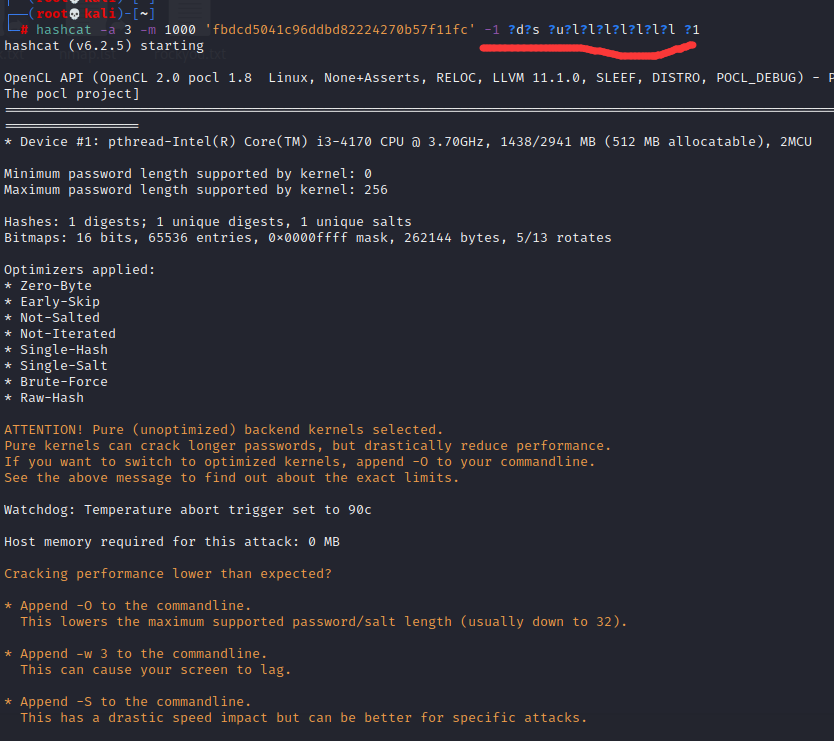 ┌──(root💀kali)-[~]
└─# hashcat -a 3 -m 1000 'fbdcd5041c96ddbd82224270b57f11fc' -1 ?d?s ?u?l?l?l?l?l?l?l ?1
hashcat (v6.2.5) starting
OpenCL API (OpenCL 2.0 pocl 1.8  Linux, None+Asserts, RELOC, LLVM 11.1.0, SLEEF, DISTRO, POCL_DEBUG) - P
The pocl project]
================================================================================
================
* Device #1: pthread-Intel(R) Core(TM) i3-4170 CPU @ 3.70GHz, 1438/2941 MB (512 MB allocatable), 2MCU
Minimum password length supported by kernel: 0
Maximum password length supported by kernel: 256
Hashes: 1 digests; 1 unique digests, 1 unique salts
Bitmaps: 16 bits, 65536 entries, 0x0000ffff mask, 262144 bytes, 5/13 rotates
Optimizers applied:
* Zero-Byte
* Early-Skip
* Not-Salted
* Not-Iterated
* Single-Hash
* Single-Salt
* Brute-Force
* Raw-Hash
ATTENTION! Pure (unoptimized) backend kernels selected.
Pure kernels can crack longer passwords, but drastically reduce performance.
If you want to switch to optimized kernels, append -O to your commandline.
See the above message to find out about the exact limits.
Watchdog: Temperature abort trigger set to 90c
Host memory required for this attack: 0 MB
Cracking performance lower than expected?
* Append -O to the commandline.
This lowers the maximum supported password/salt length (usually down to 32).
* Append -w 3 to the commandline.
This can cause your screen to lag.
* Append -S to the commandline.
This has a drastic speed impact but can be better for specific attacks.